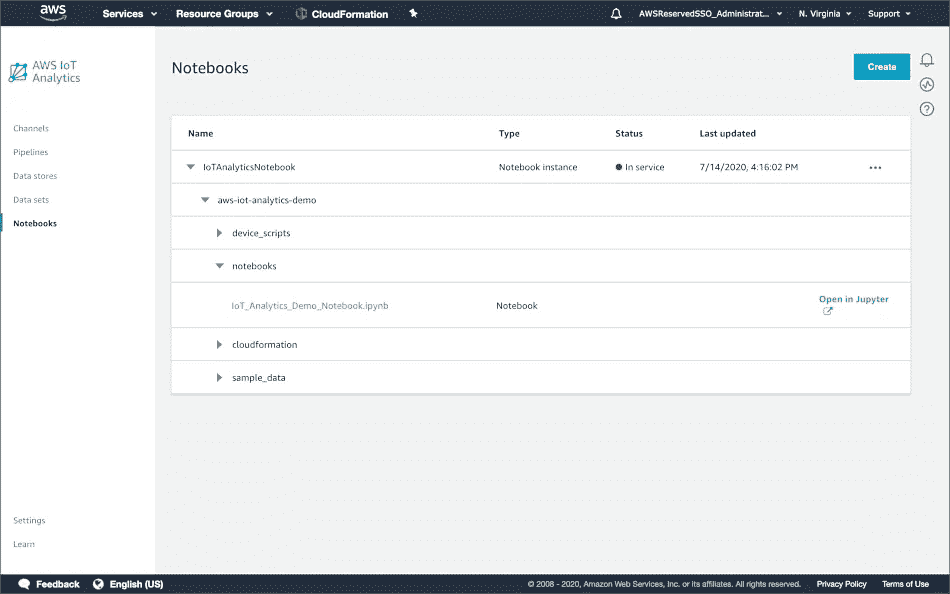 aws
Services
Resource Groups
CloudFormation
AWSReservedSSO_Administrat...
N. Virginia
Support
AWS IoT
Analytics
Channels
Pipelines
Data stores
Data sets
Notebooks
Settings
Learn
Notebooks
Create
Name Type Status Last updated
IoTAnalyticsNotebook Notebook instance In service 7/14/2020, 4:16:02 PM ...
aws-iot-analytics-demo
device_scripts
notebooks
IoT_Analytics_Demo_Notebook.ipynb Notebook Open in Jupyter
cloudformation
sample_data
Feedback
English (US)
© 2008 - 2020, Amazon Web Services, Inc. or its affiliates. All rights reserved.
Privacy Policy
Terms of Use